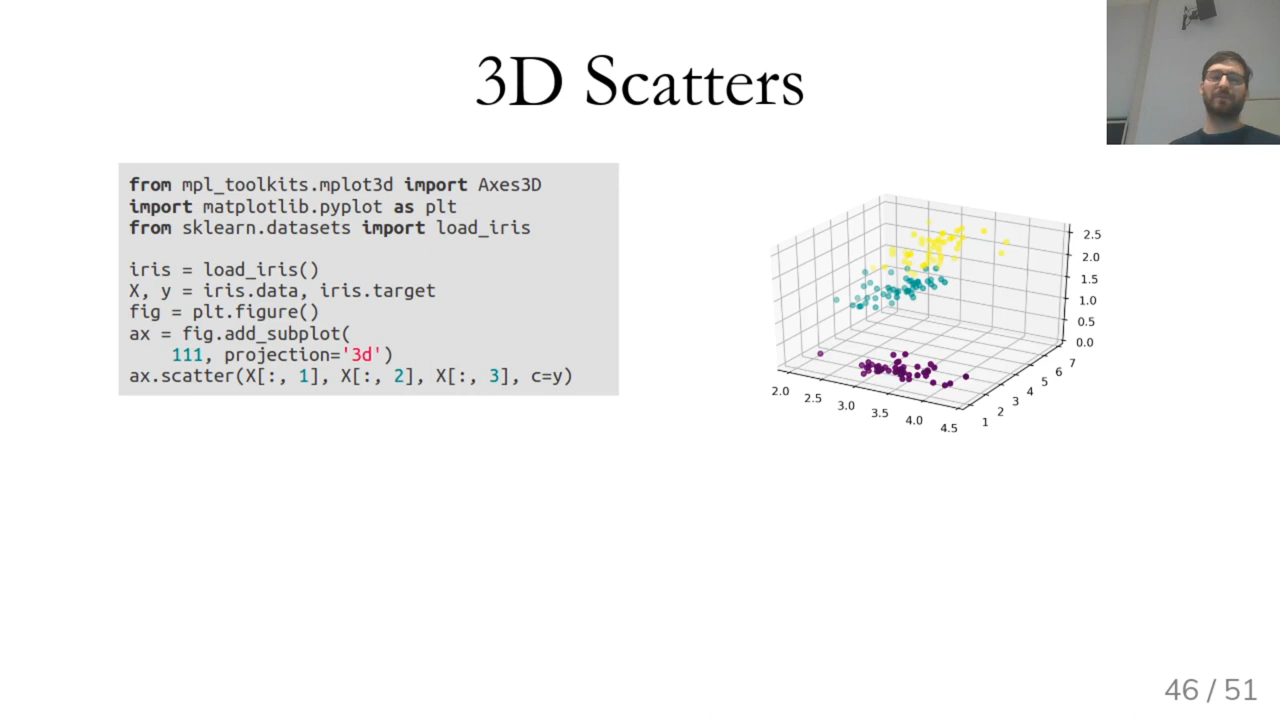 3D Scatters
from mpl_toolkits.mplot3d import Axes3D
import matplotlib.pyplot as plt
from sklearn.datasets import load_iris
iris = load_iris()
X, y = iris.data, iris.target
fig = plt.figure()
ax = fig.add_subplot(
    111, projection='3d')
ax.scatter(X[:, 1], X[:, 2], X[:, 3], c=y)
2.5
2.0
1.5
1.0
0.5
0.0
7
6
5
4
3
2
1
2.0
2.5
3.0
3.5
4.0
4.5
46 / 51